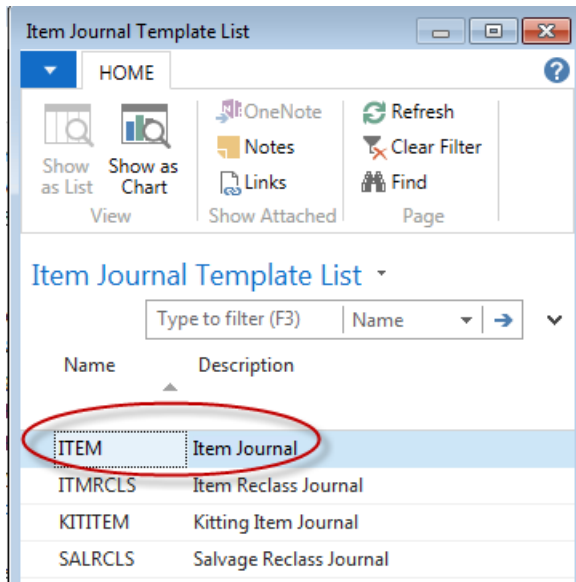 Item Journal Template List
HOME
Show as List
Show as Chart
OneNote
Notes
Links
Refresh
Clear Filter
Find
View
Show Attached
Page
Item Journal Template List
Type to filter (F3) Name
Name Description
ITEM Item Journal
ITMRCLS Item Reclass Journal
KITITEM Kitting Item Journal
SALRCLS Salvage Reclass Journal